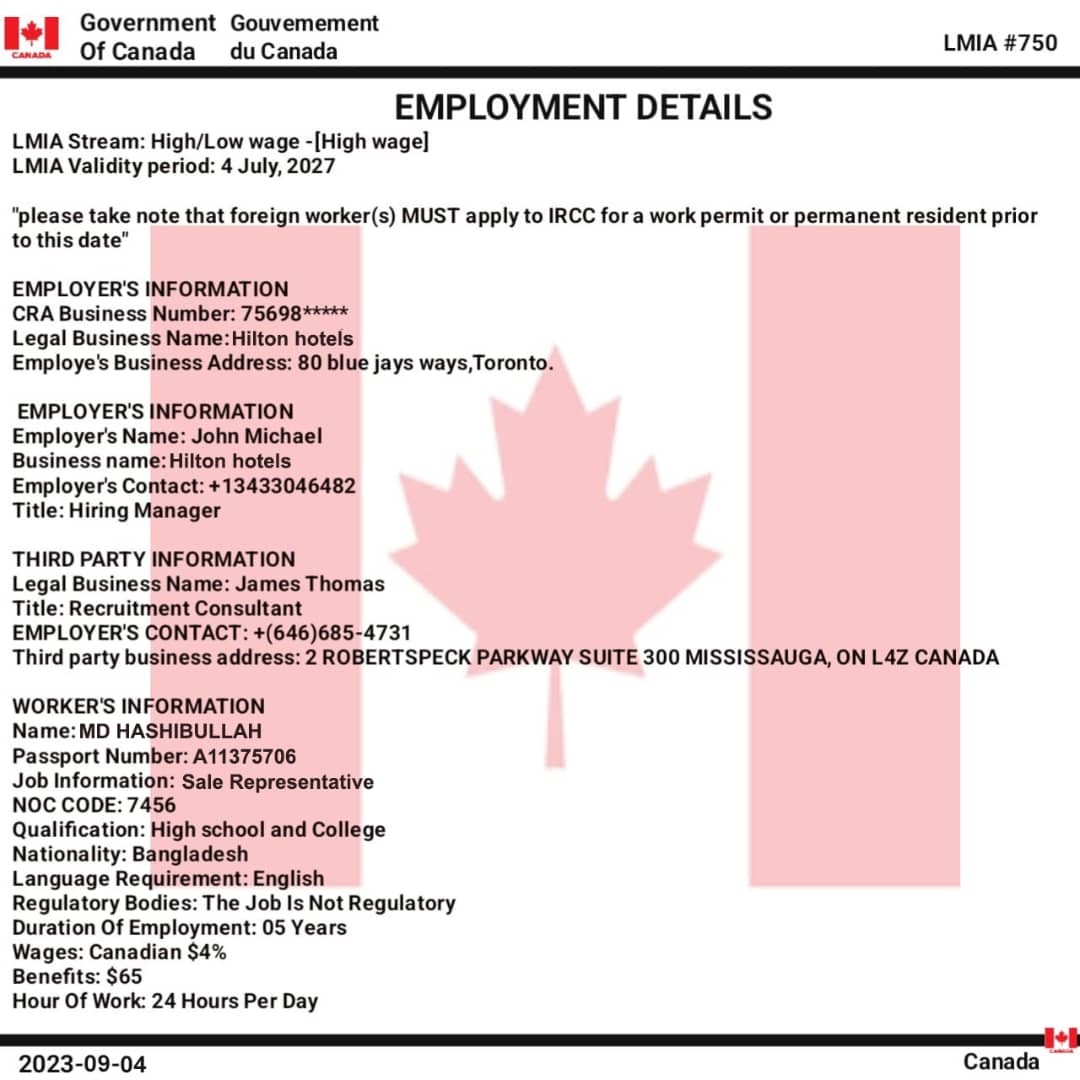 Government Gouvemement
Of Canada du Canada
CANADA
LMIA #750
EMPLOYMENT DETAILS
LMIA Stream: High/Low wage -[High wage]
LMIA Validity period: 4 July, 2027
"please take note that foreign worker(s) MUST apply to IRCC for a work permit or permanent resident prior
to this date"
EMPLOYER'S INFORMATION
CRA Business Number: 75698*****
Legal Business Name:Hilton hotels
Employe's Business Address: 80 blue jays ways,Toronto.
EMPLOYER'S INFORMATION
Employer's Name: John Michael
Business name:Hilton hotels
Employer's Contact: +13433046482
Title: Hiring Manager
THIRD PARTY INFORMATION
Legal Business Name: James Thomas
Title: Recruitment Consultant
EMPLOYER'S CONTACT: +(646)685-4731
Third party business address: 2 ROBERTSPECK PARKWAY SUITE 300 MISSISSAUGA, ON L4Z CANADA
WORKER'S INFORMATION
Name:MD HASHIBULLAH
Passport Number: A11375706
Job Information: Sale Representative
NOC CODE: 7456
Qualification: High school and College
Nationality: Bangladesh
Language Requirement: English
Regulatory Bodies: The Job Is Not Regulatory
Duration Of Employment: 05 Years
Wages: Canadian $4%
Benefits: $65
Hour Of Work: 24 Hours Per Day
CANADA
2023-09-04
Canada